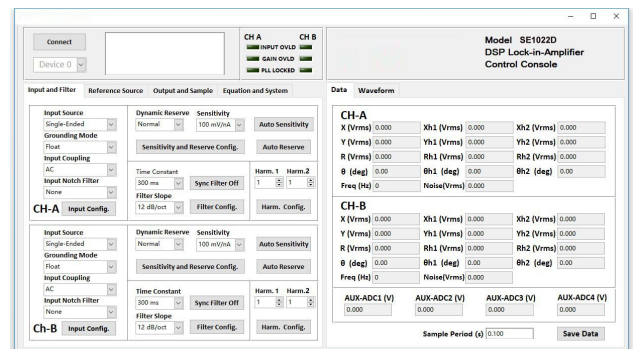 Connect
Device 0
CH A CH B
INPUT OVLD
GAIN OVLD
PLL LOCKED
Model SE1022D
DSP Lock-in-Amplifier
Control Console
Input and Filter Reference Source Output and Sample Equation and System
Input Source Dynamic Reserve Sensitivity
Single-Ended Normal 100 mV/nA Auto Sensitivity
Grounding Mode
Float Sensitivity and Reserve Config. Auto Reserve
Input Coupling
AC Time Constant Harm. 1 Harm.2
Input Notch Filter 300 ms Sync Filter Off 1 1
None Filter Slope
CH-A Input Config. 12 dB/oct Filter Config. Harm. Config.
Input Source Dynamic Reserve Sensitivity
Single-Ended Normal 100 mV/nA Auto Sensitivity
Grounding Mode
Float Sensitivity and Reserve Config. Auto Reserve
Input Coupling
AC Time Constant Harm. 1 Harm.2
Input Notch Filter 300 ms Sync Filter Off 1 1
None Filter Slope
Ch-B Input Config. 12 dB/oct Filter Config. Harm. Config.
Data Waveform
CH-A
X (Vrms) 0.000 Xh1 (Vrms) 0.000 Xh2 (Vrms) 0.000
Y (Vrms) 0.000 Yh1 (Vrms) 0.000 Yh2 (Vrms) 0.000
R (Vrms) 0.000 Rh1 (Vrms) 0.000 Rh2 (Vrms) 0.000
θ (deg) 0.00 θh1 (deg) 0.00 θh2 (deg) 0.00
Freq (Hz) 0 Noise(Vrms) 0.000
CH-B
X (Vrms) 0.000 Xh1 (Vrms) 0.000 Xh2 (Vrms) 0.000
Y (Vrms) 0.000 Yh1 (Vrms) 0.000 Yh2 (Vrms) 0.000
R (Vrms) 0.000 Rh1 (Vrms) 0.000 Rh2 (Vrms) 0.000
θ (deg) 0.00 θh1 (deg) 0.00 θh2 (deg) 0.00
Freq (Hz) 0 Noise(Vrms) 0.000
AUX-ADC1 (V) AUX-ADC2 (V) AUX-ADC3 (V) AUX-ADC4 (V)
0.000 0.000 0.000 0.000
Sample Period (s) 0.100 Save Data